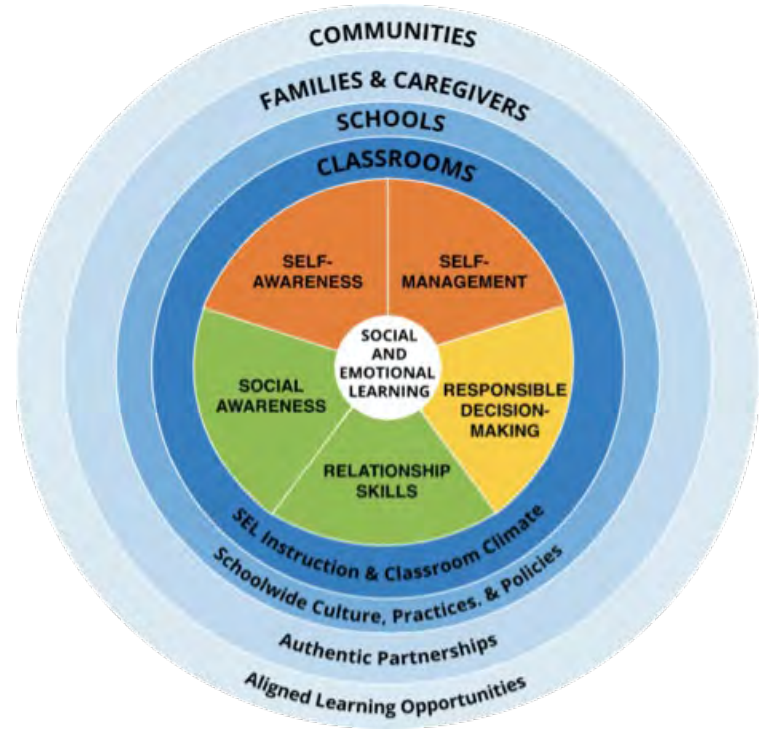 COMMUNITIES
FAMILIES & CAREGIVERS
SCHOOLS
CLASSROOMS
SELF-
AWARENESS
SELF-
MANAGEMENT
SOCIAL
AND
EMOTIONAL
LEARNING
SOCIAL
AWARENESS
RESPONSIBLE
DECISION-
MAKING
RELATIONSHIP
SKILLS
SEL Instruction & Classroom Climate
Schoolwide Culture, Practices, & Policies
Authentic Partnerships
Aligned Learning Opportunities